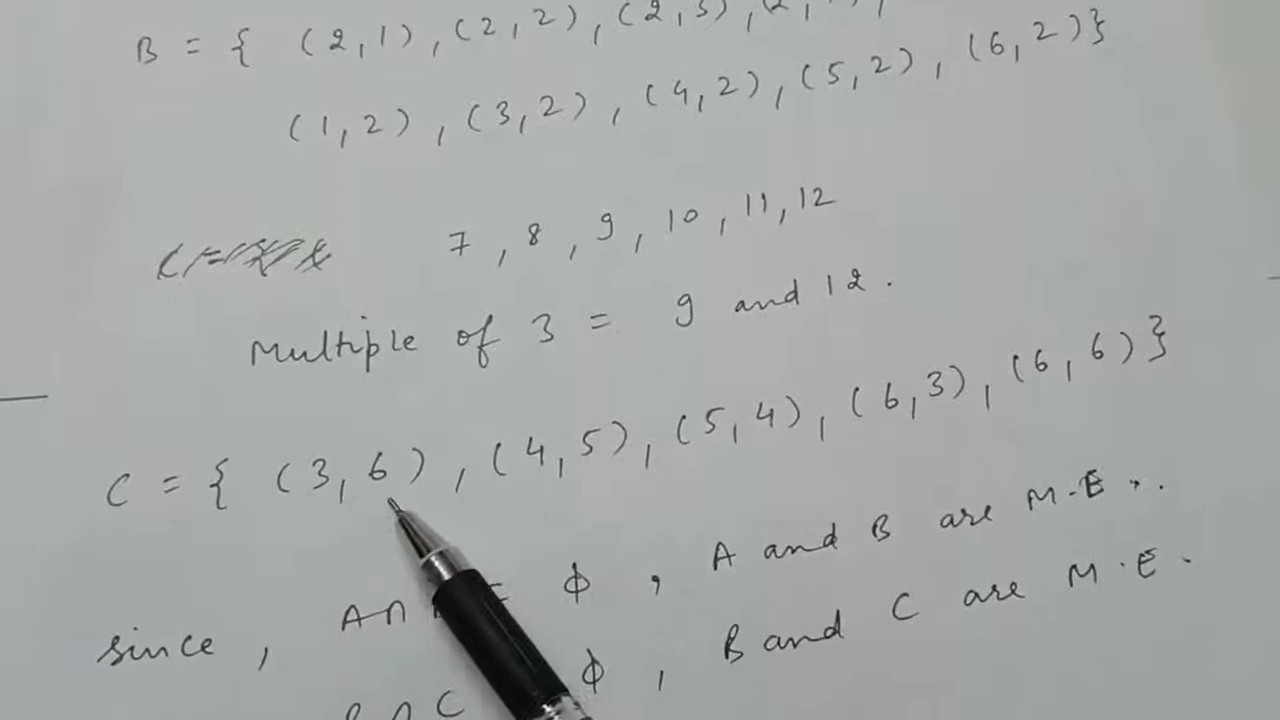 B = { (2,1), (2,2), (2,3),
(1,2), (3,2), (4,2), (5,2), (6,2)}
7, 8, 9, 10, 11, 12
Multiple of 3 = 9 and 12.
C = { (3,6), (4,5), (5,4), (6,3), (6,6)}
since, A∩ = ϕ, A and B are M.E..
B∩C ϕ, B and C are M.E.